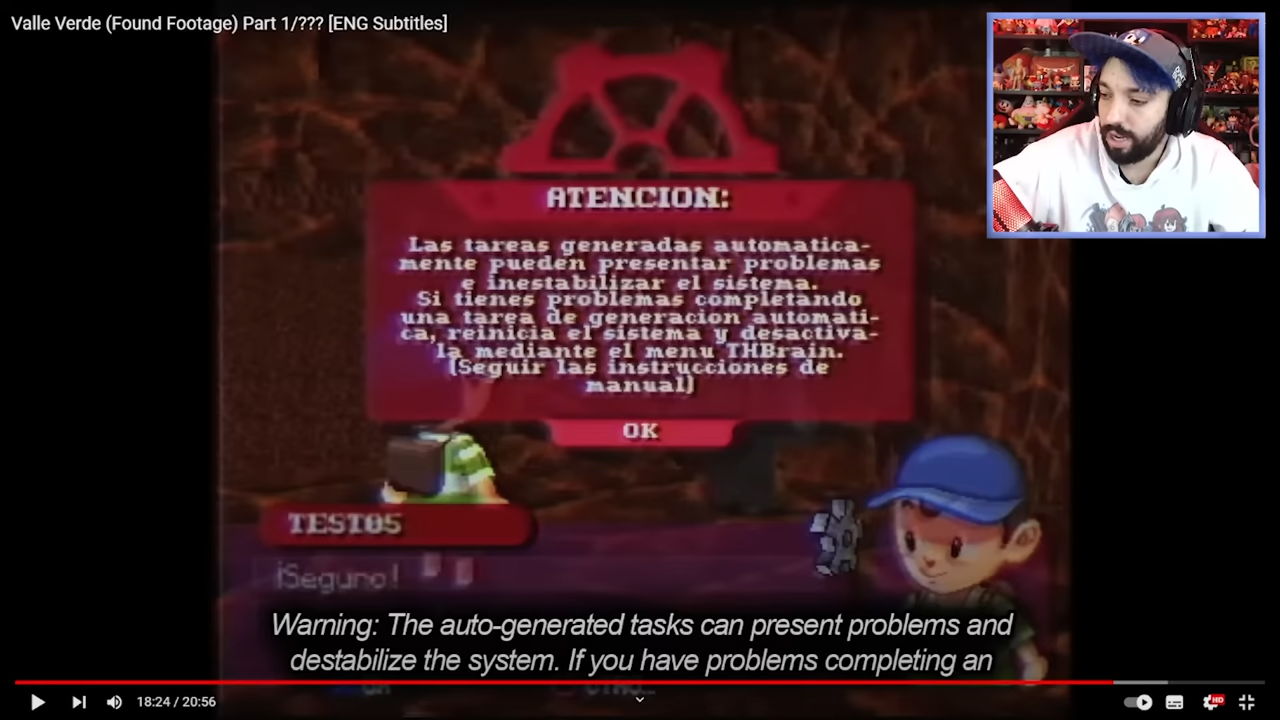 Valle Verde (Found Footage) Part 1/??? [ENG Subtitles]
ATENCION:
Las tareas generadas automatica-
mente pueden presentar problemas
e inestabilizar el sistema.
Si tienes problemas completando
una tarea de generacion automati-
ca, reinicia el sistema y desactiva-
la mediante el menu THBrain.
(Seguir las instrucciones de
manual)
OK
TEST05
¡Seguro!
Warning: The auto-generated tasks can present problems and
destabilize the system. If you have problems completing an
18:24 / 20:56
HD